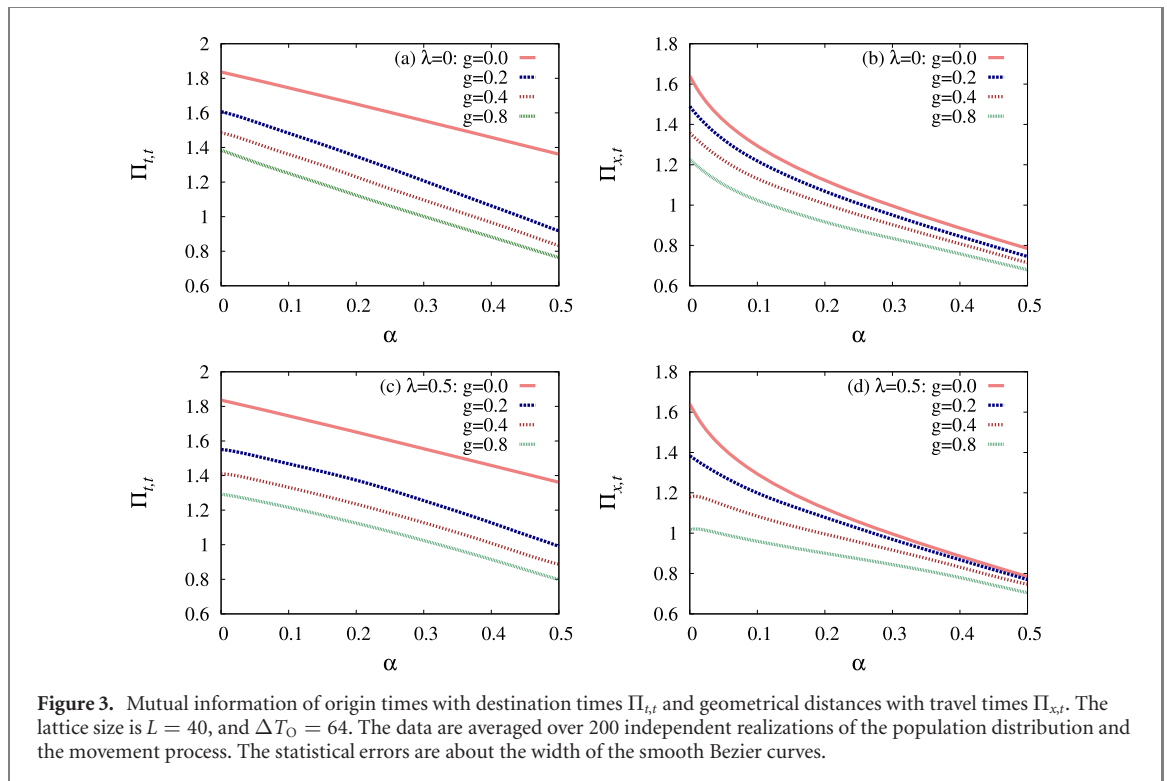 (a) λ=0: g=0.0
g=0.2
g=0.4
g=0.8
2
1.8
1.6
1.4
1.2
1
0.8
0.6
Πt,t
0 0.1 0.2 0.3 0.4 0.5
α
(b) λ=0: g=0.0
g=0.2
g=0.4
g=0.8
1.8
1.6
1.4
1.2
1
0.8
0.6
Πx,t
0 0.1 0.2 0.3 0.4 0.5
α
(c) λ=0.5: g=0.0
g=0.2
g=0.4
g=0.8
2
1.8
1.6
1.4
1.2
1
0.8
0.6
Πt,t
0 0.1 0.2 0.3 0.4 0.5
α
(d) λ=0.5: g=0.0
g=0.2
g=0.4
g=0.8
1.8
1.6
1.4
1.2
1
0.8
0.6
Πx,t
0 0.1 0.2 0.3 0.4 0.5
α
Figure 3. Mutual information of origin times with destination times Πt,t and geometrical distances with travel times Πx,t. The
lattice size is L = 40, and ΔTO = 64. The data are averaged over 200 independent realizations of the population distribution and
the movement process. The statistical errors are about the width of the smooth Bezier curves.